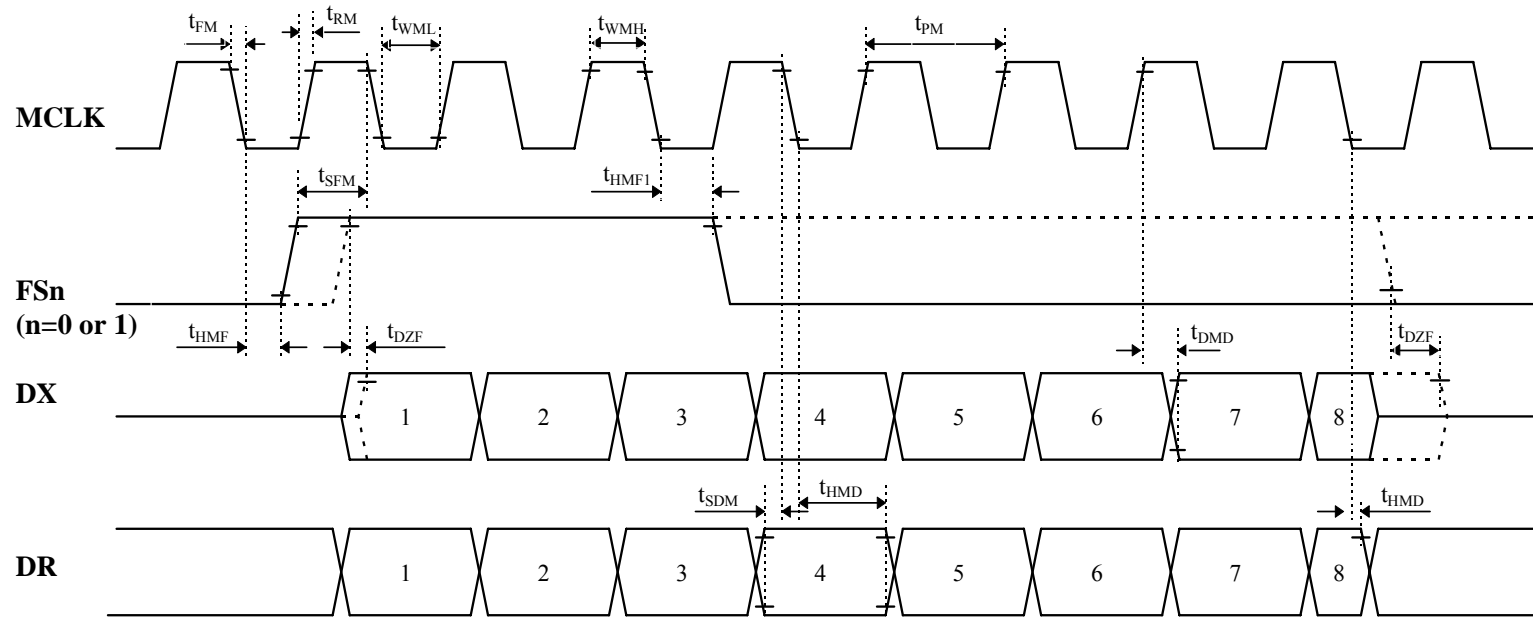 tFM tRM tWML tWMH tPM
MCLK
tSFM tHMF1
FSn
(n=0 or 1)
tHMF tDZF tDMD tDZF
DX
1 2 3 4 5 6 7 8
tSDM tHMD tHMD
DR
1 2 3 4 5 6 7 8